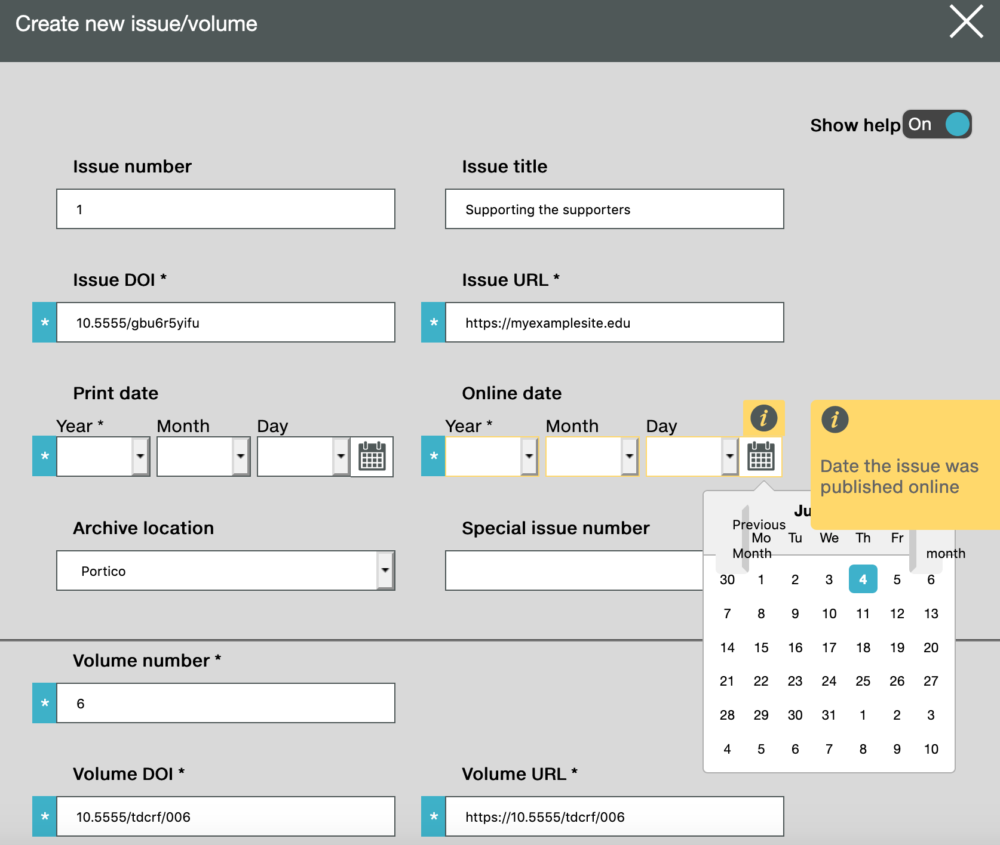 Create new issue/volume
Show help On
Issue number
Issue title
1
Supporting the supporters
Issue DOI *
Issue URL *
* 10.5555/gbu6r5yifu
* https://myexamplesite.edu
Print date
Online date
Year * Month Day
Year * Month Day
i
i
*
*
Date the issue was
published online
Archive location
Special issue number
Portico
Ju
Previous
Month
month
Mo Tu We Th Fr
30 1 2 3 4 5 6
7 8 9 10 11 12 13
14 15 16 17 18 19 20
21 22 23 24 25 26 27
28 29 30 31 1 2 3
4 5 6 7 8 9 10
Volume number *
* 6
Volume DOI *
Volume URL *
* 10.5555/tdcrf/006
* https://10.5555/tdcrf/006